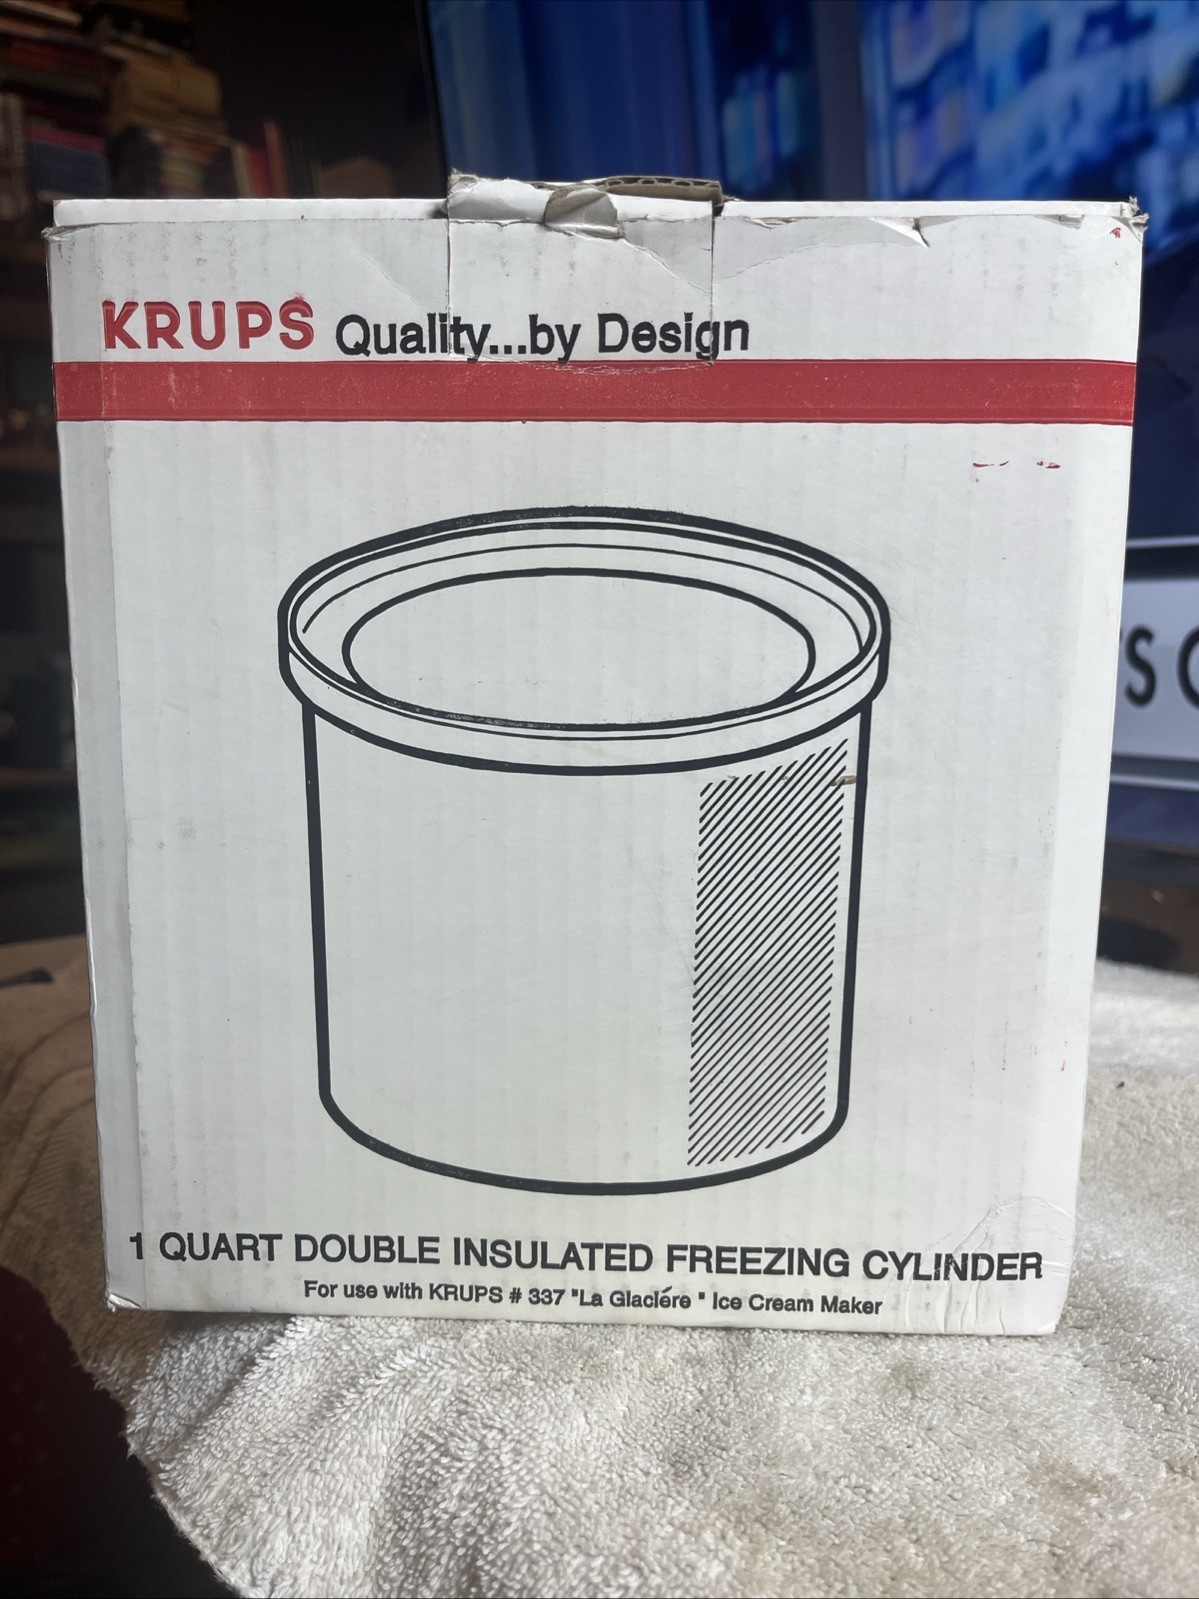 KRUPS Quality...by Design
1 QUART DOUBLE INSULATED FREEZING CYLINDER
For use with KRUPS # 337 "La Glaciére " Ice Cream Maker
S